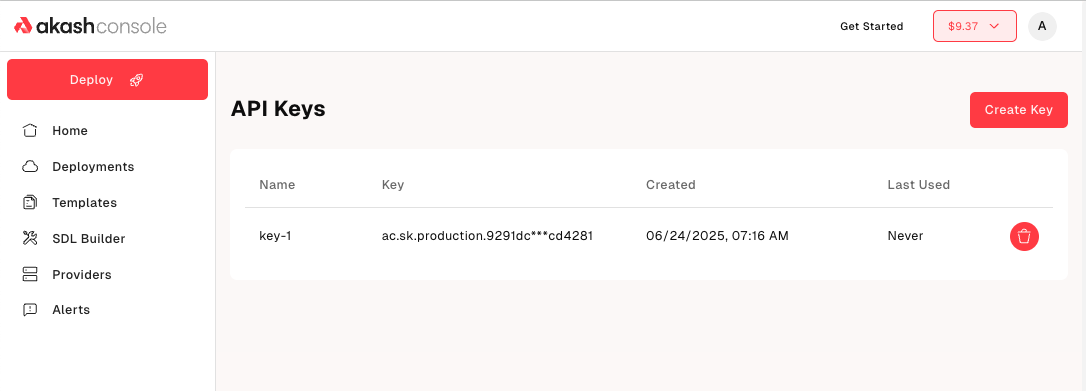 akashconsole
Get Started
$9.37
A
Deploy
Home
Deployments
Templates
SDL Builder
Providers
Alerts
API Keys
Create Key
Name Key Created Last Used
key-1 ac.sk.production.9291dc***cd4281 06/24/2025, 07:16 AM Never